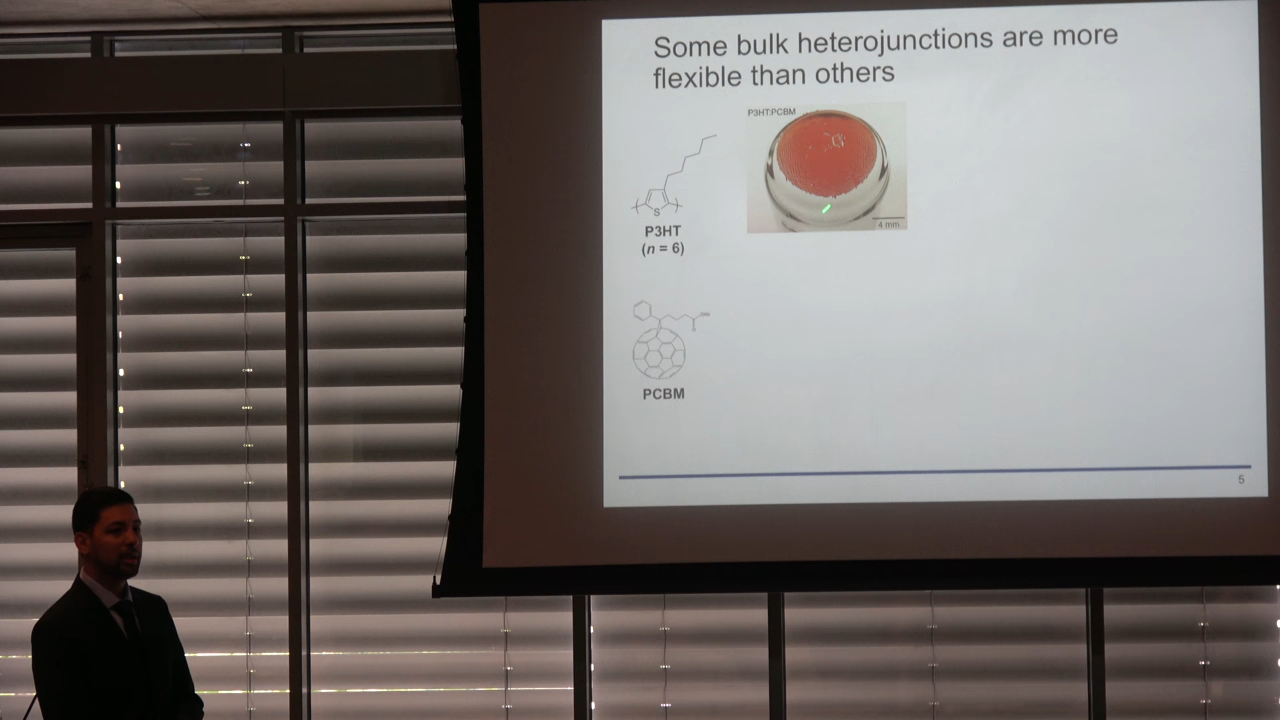 Some bulk heterojunctions are more
flexible than others
P3HT:PCBM
S
P3HT
(n = 6)
4 mm
O
PCBM
5